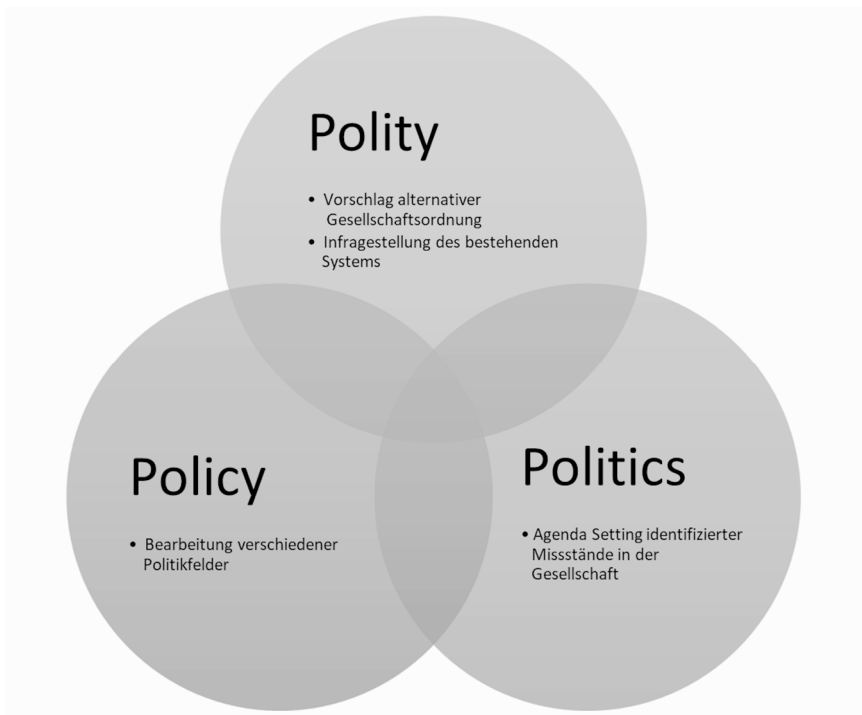 Polity
• Vorschlag alternativer
Gesellschaftsordnung
• Infragestellung des bestehenden
Systems
Policy
• Bearbeitung verschiedener
Politikfelder
Politics
• Agenda Setting identifizierter
Missstände in der
Gesellschaft